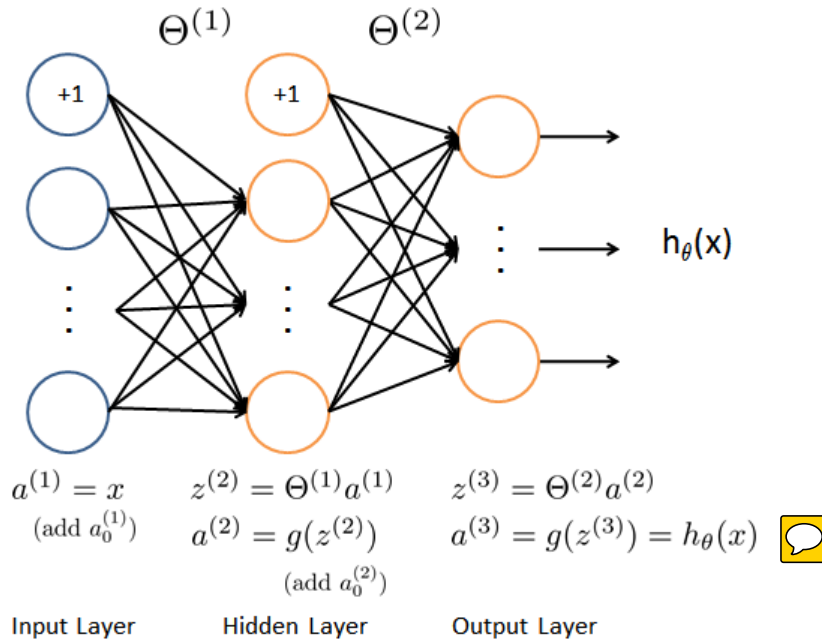 Θ^(1) Θ^(2)
+1 +1
h_θ(x)
a^(1) = x z^(2) = Θ^(1)a^(1) z^(3) = Θ^(2)a^(2)
(add a_0^(1)) a^(2) = g(z^(2)) a^(3) = g(z^(3)) = h_θ(x)
(add a_0^(2))
Input Layer Hidden Layer Output Layer